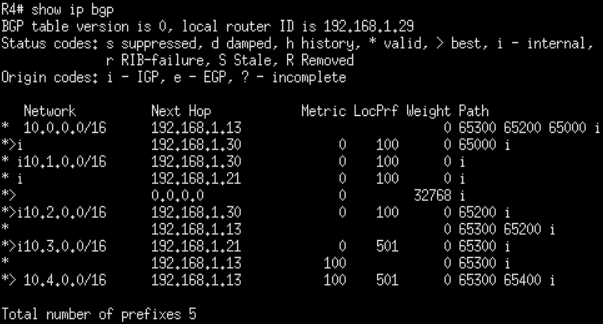 R4# show ip bgp
BGP table version is 0, local router ID is 192.168.1.29
Status codes: s suppressed, d damped, h history, * valid, > best, i - internal,
              r RIB-failure, S Stale, R Removed
Origin codes: i - IGP, e - EGP, ? - incomplete

   Network          Next Hop            Metric LocPrf Weight Path
*  10.0.0.0/16      192.168.1.13                           0 65300 65200 65000 i
*>i                 192.168.1.30             0    100      0 65000 i
* i10.1.0.0/16      192.168.1.30             0    100      0 i
* i                 192.168.1.21             0    100      0 i
*>                  0.0.0.0                  0         32768 i
*>i10.2.0.0/16      192.168.1.30             0    100      0 65200 i
*                   192.168.1.13                           0 65300 65200 i
*>i10.3.0.0/16      192.168.1.21             0    501      0 65300 i
*                   192.168.1.13           100             0 65300 i
*> 10.4.0.0/16      192.168.1.13           100    501      0 65300 65400 i

Total number of prefixes 5